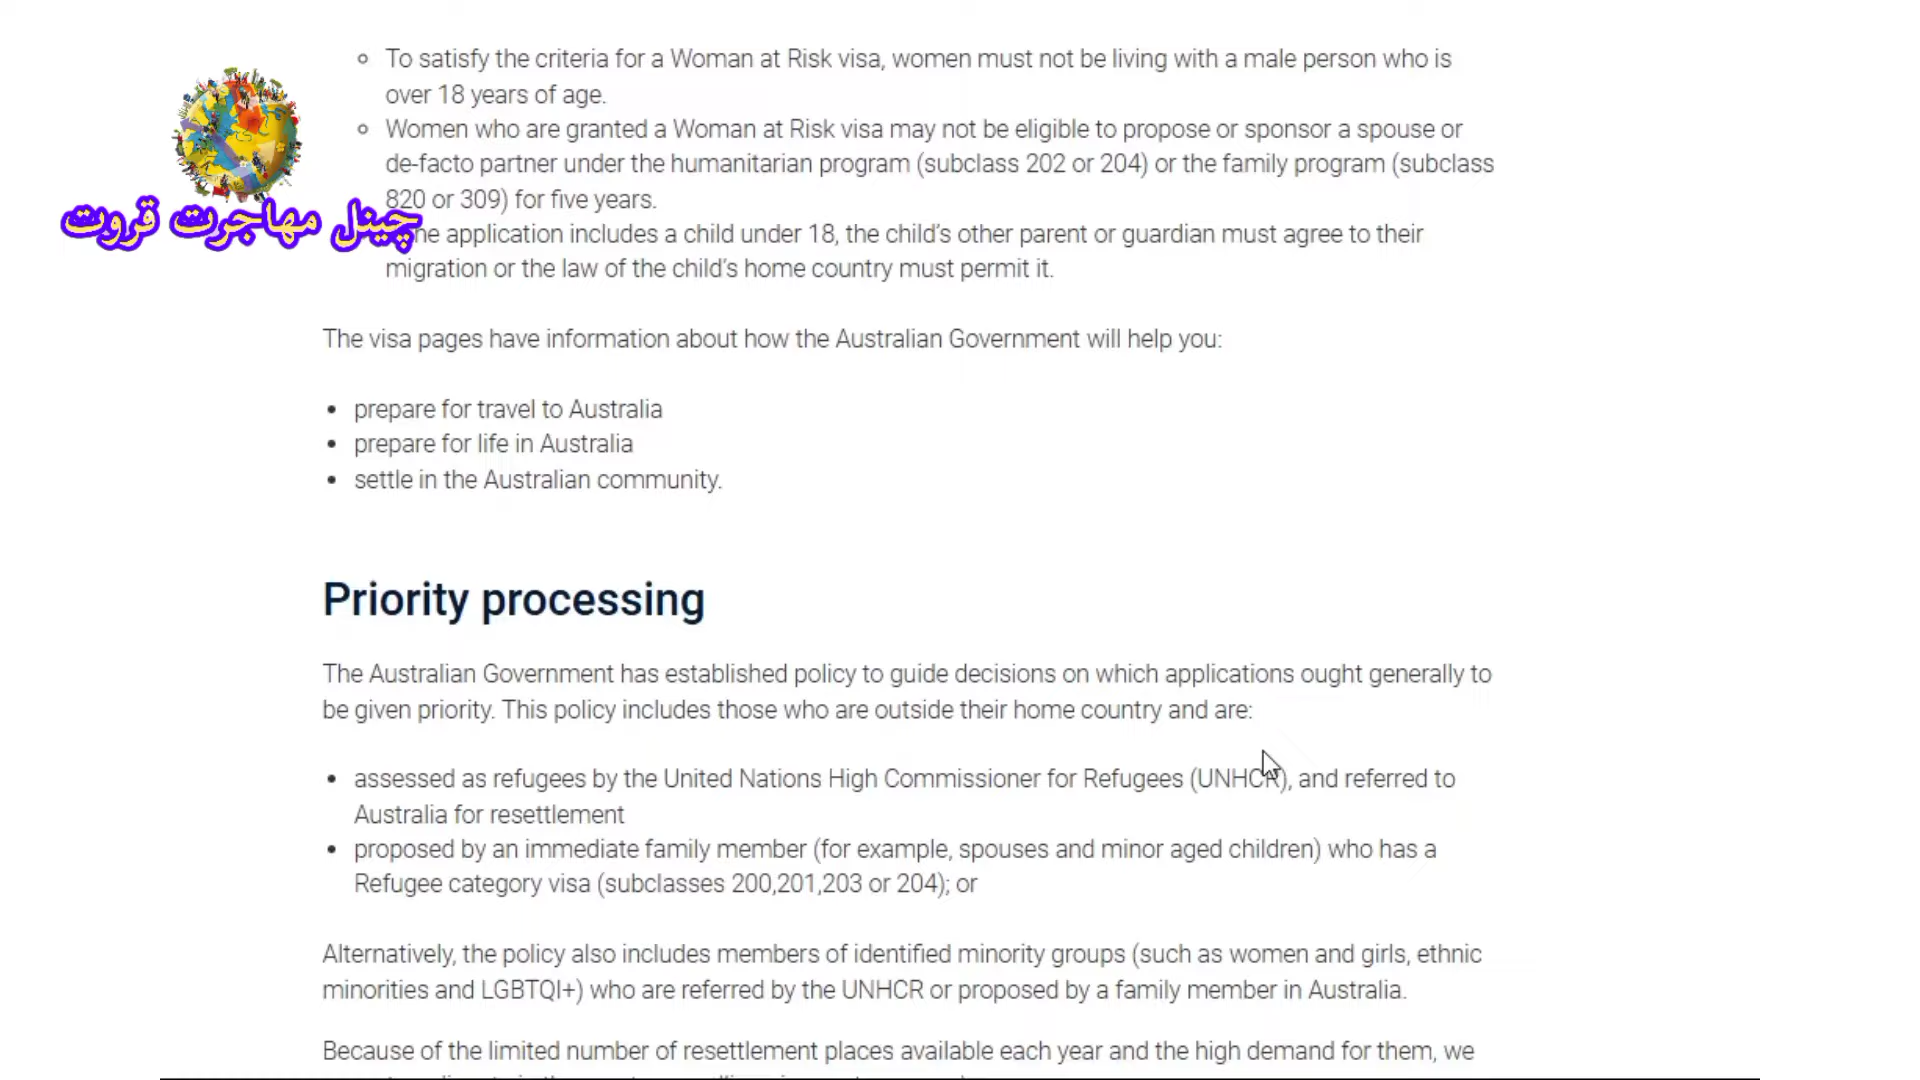 To satisfy the criteria for a Woman at Risk visa, women must not be living with a male person who is
over 18 years of age.
Women who are granted a Woman at Risk visa may not be eligible to propose or sponsor a spouse or
de-facto partner under the humanitarian program (subclass 202 or 204) or the family program (subclass
820 or 309) for five years.
چینل مهاجرت قروت
application includes a child under 18, the child's other parent or guardian must agree to their
migration or the law of the child's home country must permit it.
The visa pages have information about how the Australian Government will help you:
prepare for travel to Australia
prepare for life in Australia
settle in the Australian community.
Priority processing
The Australian Government has established policy to guide decisions on which applications ought generally to
be given priority. This policy includes those who are outside their home country and are:
assessed as refugees by the United Nations High Commissioner for Refugees (UNHCR), and referred to
Australia for resettlement
proposed by an immediate family member (for example, spouses and minor aged children) who has a
Refugee category visa (subclasses 200,201,203 or 204); or
Alternatively, the policy also includes members of identified minority groups (such as women and girls, ethnic
minorities and LGBTQI+) who are referred by the UNHCR or proposed by a family member in Australia.
Because of the limited number of resettlement places available each year and the high demand for them, we